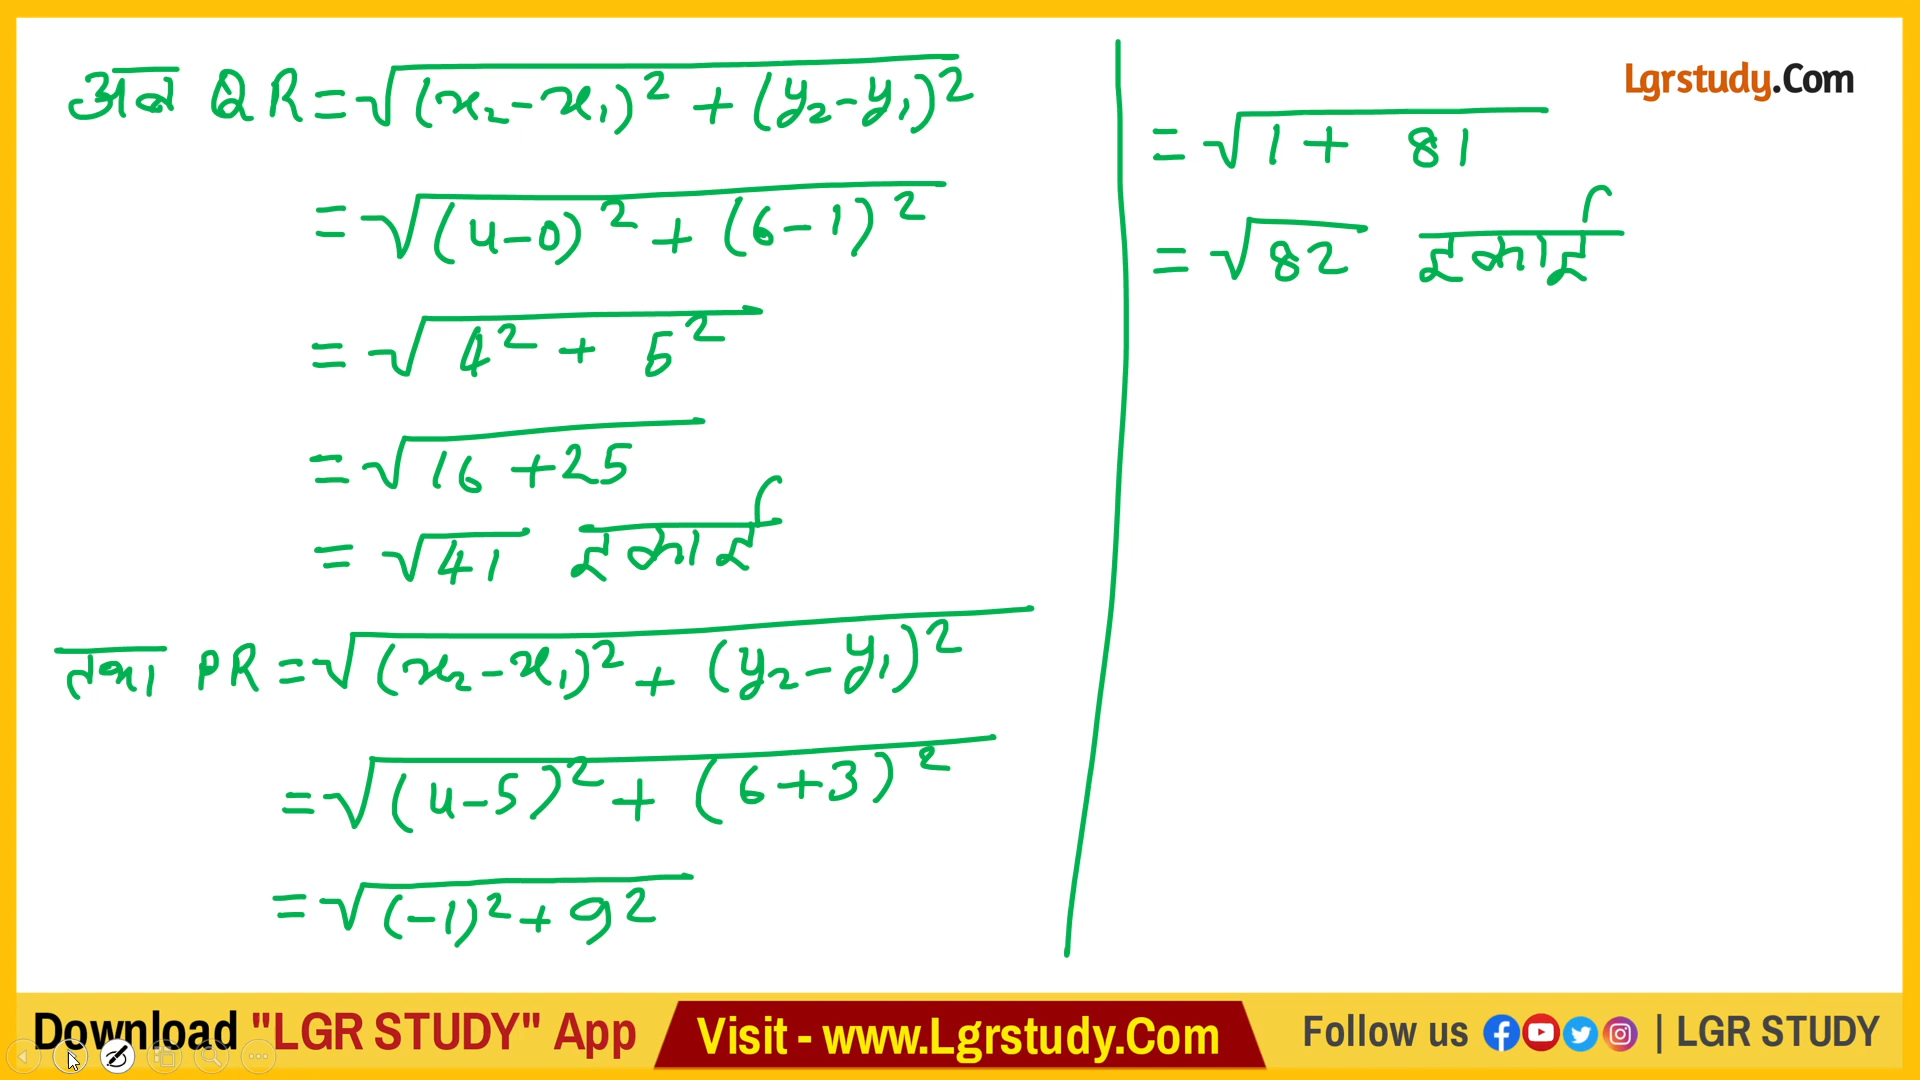 अब QR = √(x₂-x₁)² + (y₂-y₁)²
= √(4-0)² + (6-1)²
= √4² + 5²
= √16 + 25
= √41 इकाई
तथा PR = √(x₂-x₁)² + (y₂-y₁)²
= √(4-5)² + (6+3)²
= √(-1)² + 9²
Lgrstudy.Com
= √1 + 81
= √82 इकाई
Download "LGR STUDY" App
Visit - www.Lgrstudy.Com
Follow us | LGR STUDY